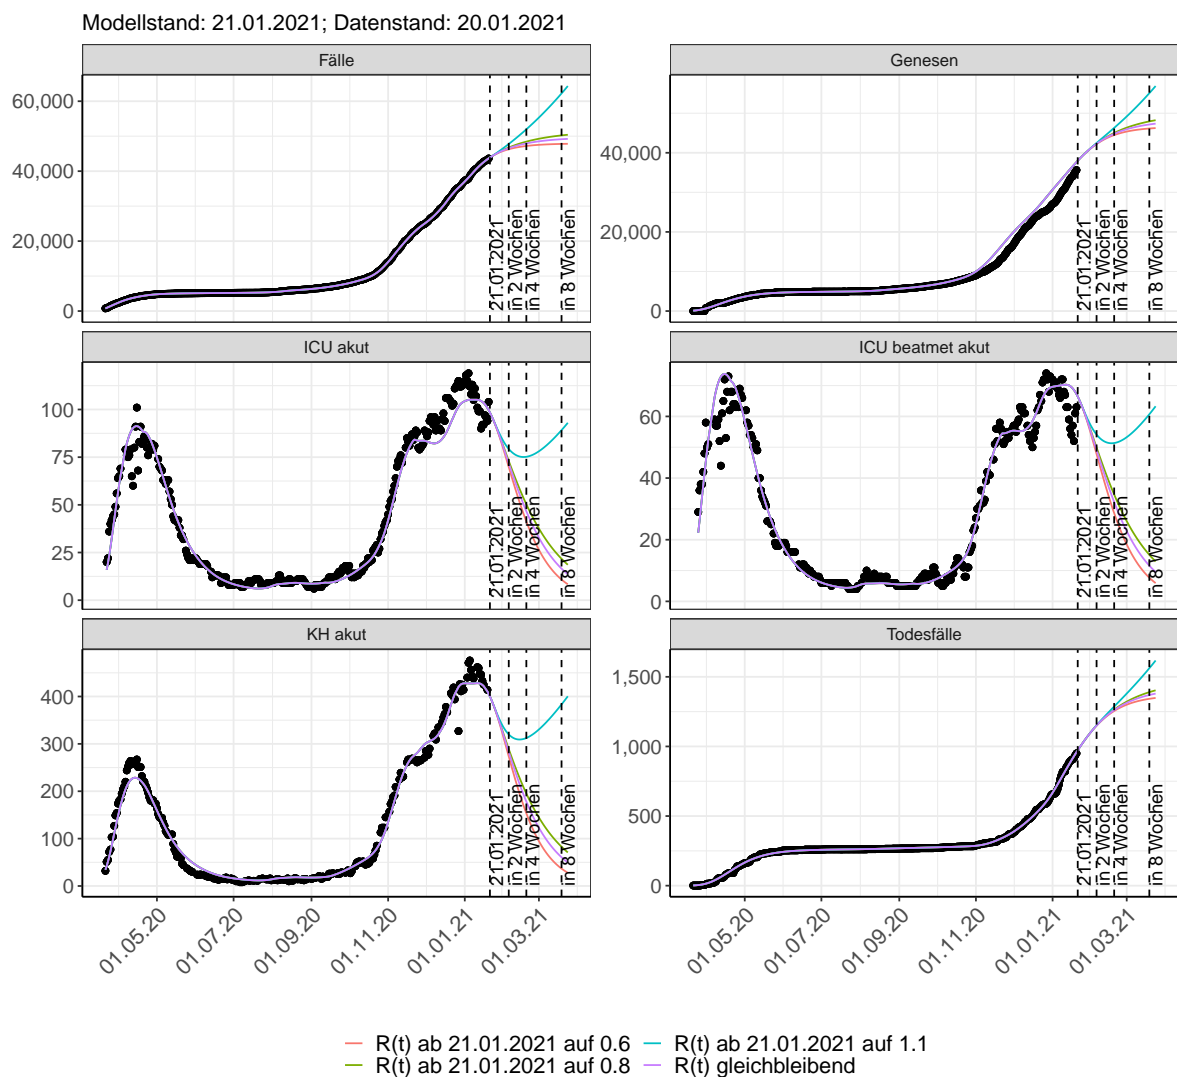 Modellstand: 21.01.2021; Datenstand: 20.01.2021
Fälle
Genesen
60,000
40,000
20,000
0
21.01.2021
in 2 Wochen
in 4 Wochen
in 8 Wochen
40,000
20,000
0
21.01.2021
in 2 Wochen
in 4 Wochen
in 8 Wochen
ICU akut
ICU beatmet akut
100
75
50
25
0
21.01.2021
in 2 Wochen
in 4 Wochen
in 8 Wochen
60
40
20
0
21.01.2021
in 2 Wochen
in 4 Wochen
in 8 Wochen
KH akut
Todesfälle
400
300
200
100
0
21.01.2021
in 2 Wochen
in 4 Wochen
in 8 Wochen
1,500
1,000
500
0
21.01.2021
in 2 Wochen
in 4 Wochen
in 8 Wochen
01.05.20
01.07.20
01.09.20
01.11.20
01.01.21
01.03.21
01.05.20
01.07.20
01.09.20
01.11.20
01.01.21
01.03.21
R(t) ab 21.01.2021 auf 0.6
R(t) ab 21.01.2021 auf 1.1
R(t) ab 21.01.2021 auf 0.8
R(t) gleichbleibend